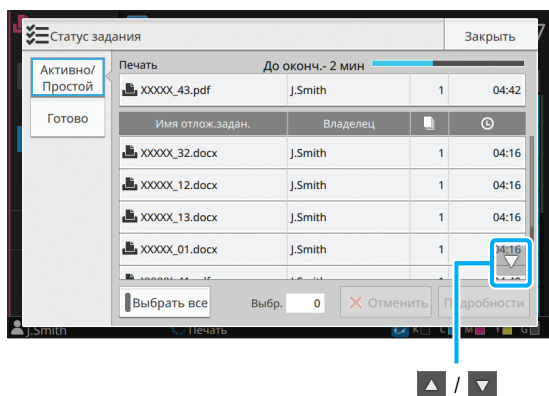 Статус задания
Закрыть
Активно/
Простой
Готово
Печать До оконч.- 2 мин
XXXXX_43.pdf J.Smith 1 04:42
Имя отлож.задан. Владелец
XXXXX_32.docx J.Smith 1 04:16
XXXXX_12.docx J.Smith 1 04:16
XXXXX_13.docx J.Smith 1 04:16
XXXXX_01.docx J.Smith 1 04:16
Выбрать все Выбр. 0 Отменить Подробности
J.Smith Печать K C M Y G
/